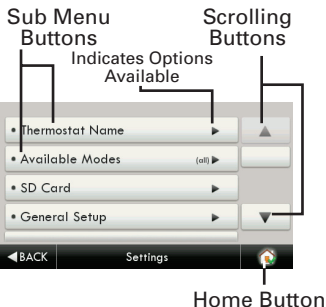 Sub Menu
Buttons
Scrolling
Buttons
Indicates Options
Available
• Thermostat Name
• Available Modes (all)
• SD Card
• General Setup
BACK Settings
Home Button